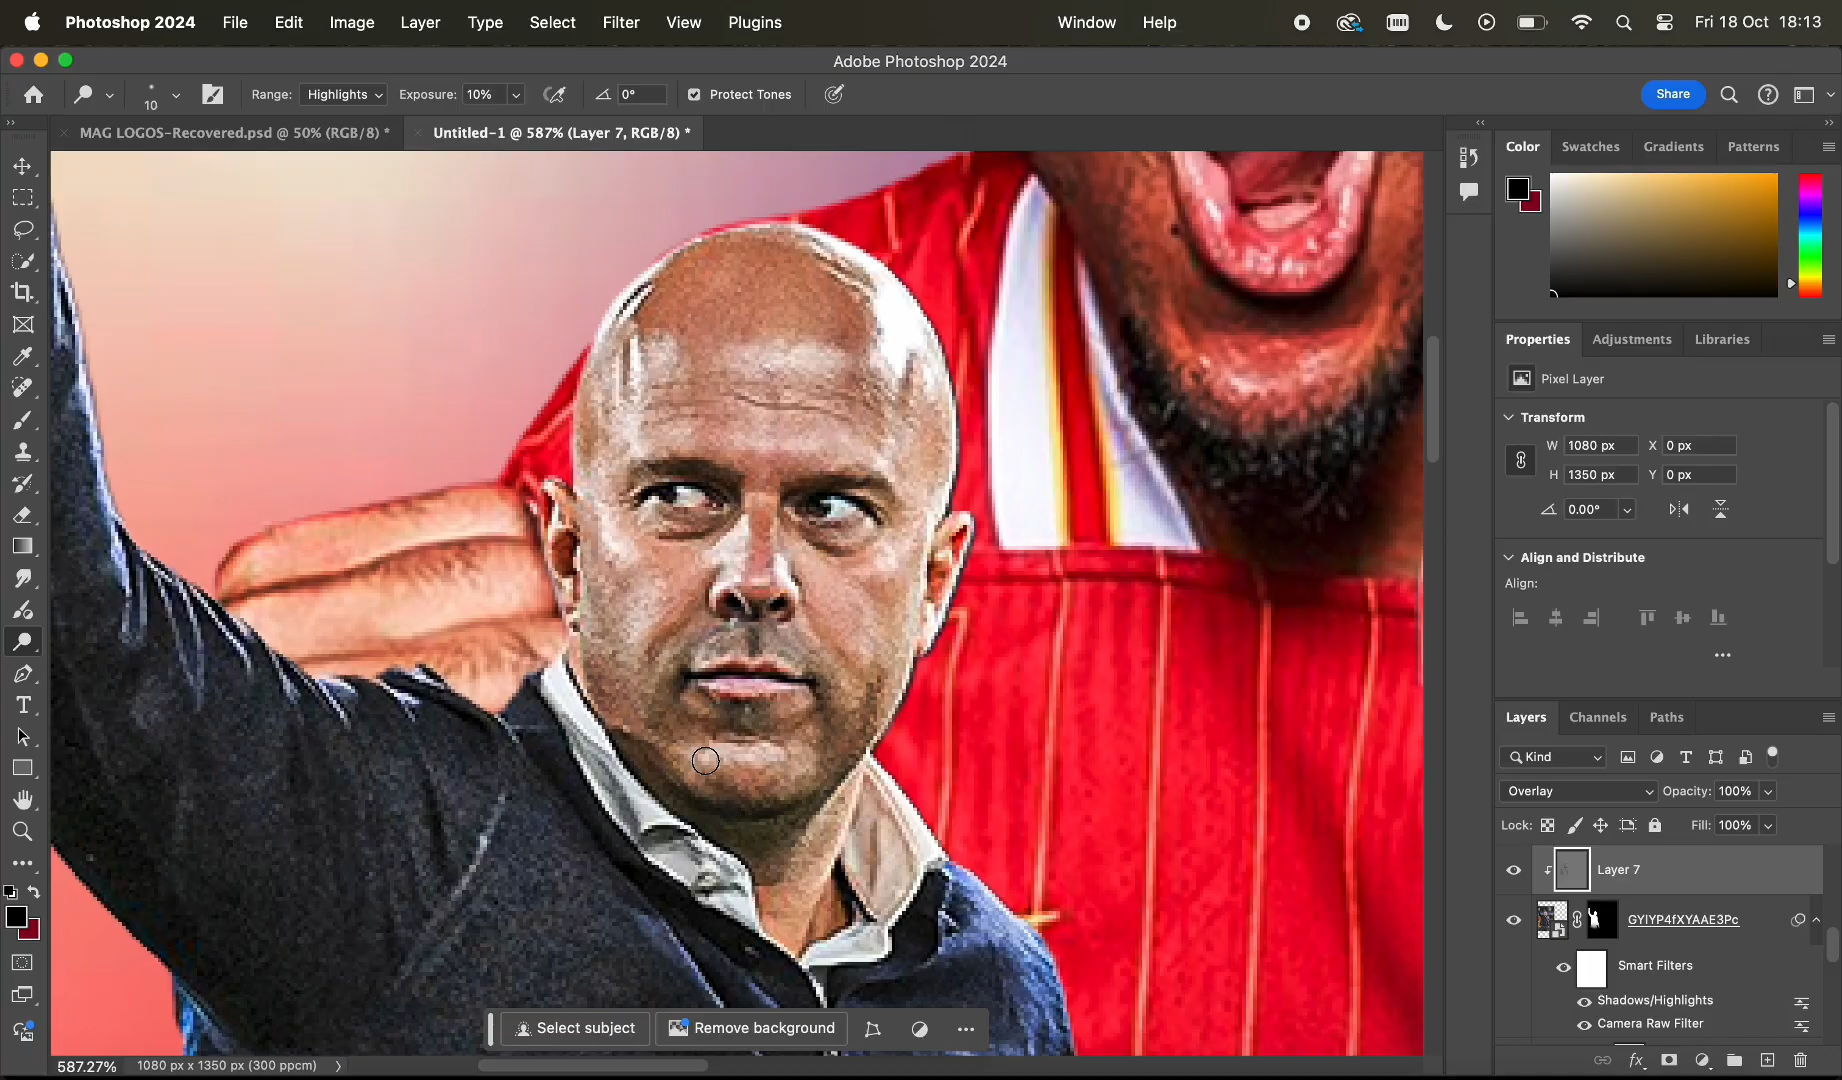 Photoshop 2024 File Edit Image Layer Type Select Filter View Plugins Window Help Fri 18 Oct 18:13
Adobe Photoshop 2024
10 Range: Highlights Exposure: 10% 0° Protect Tones Share
MAG LOGOS-Recovered.psd @ 50% (RGB/8) * Untitled-1 @ 587% (Layer 7, RGB/8) *
Color Swatches Gradients Patterns
Properties Adjustments Libraries
Pixel Layer
Transform
W 1080 px X 0 px
H 1350 px Y 0 px
0.00°
Align and Distribute
Align:
Layers Channels Paths
Kind
Overlay Opacity: 100%
Lock: Fill: 100%
Layer 7
GYIYP4fXYAAE3Pc
Smart Filters
Shadows/Highlights
Camera Raw Filter
Select subject Remove background
587.27% 1080 px x 1350 px (300 ppcm)